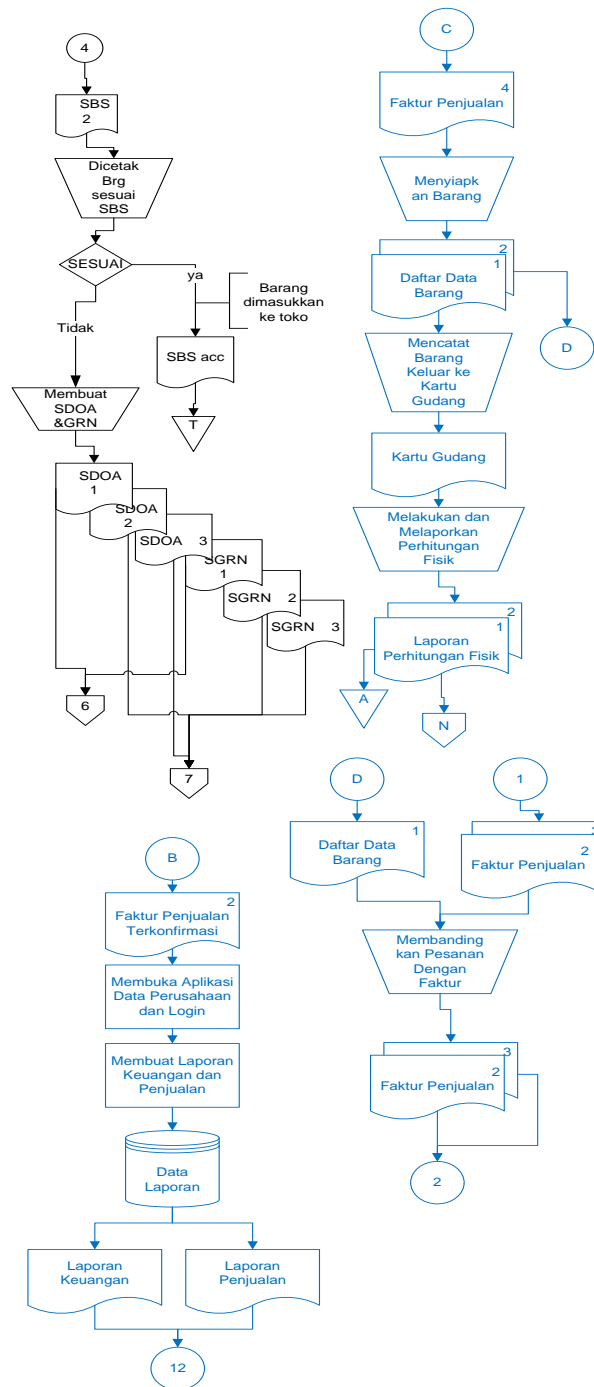 4
SBS
2
Dicetak
Brg
sesuai
SBS
SESUAI
ya
Tidak
Barang
dimasukkan
ke toko
SBS acc
T
Membuat
SDOA
&GRN
SDOA
1
SDOA
2
SDOA 3
SGRN
1
SGRN 2
SGRN 3
6
7
C
4
Faktur Penjualan
Menyiapk
an Barang
2
1
Daftar Data
Barang
D
Mencatat
Barang
Keluar ke
Kartu
Gudang
Kartu Gudang
Melakukan dan
Melaporkan
Perhitungan
Fisik
2
1
Laporan
Perhitungan Fisik
A
N
D
1
Daftar Data
Barang
1
2
Faktur Penjualan
Membanding
kan Pesanan
Dengan
Faktur
3
2
Faktur Penjualan
2
B
2
Faktur Penjualan
Terkonfirmasi
Membuka Aplikasi
Data Perusahaan
dan Login
Membuat Laporan
Keuangan dan
Penjualan
Data
Laporan
Laporan
Keuangan
Laporan
Penjualan
12